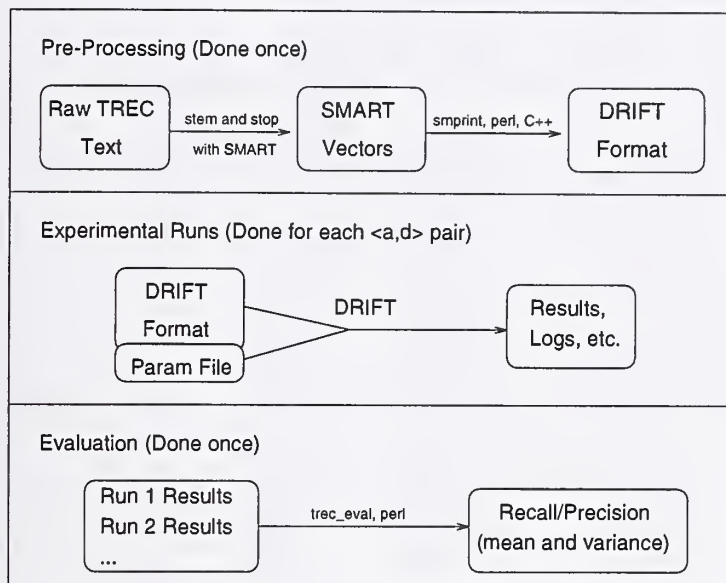 Pre-Processing (Done once)
Raw TREC
Text
stem and stop
with SMART
SMART
Vectors
smprint, perl, C++
DRIFT
Format
Experimental Runs (Done for each <a,d> pair)
DRIFT
Format
Param File
DRIFT
Results,
Logs, etc.
Evaluation (Done once)
Run 1 Results
Run 2 Results
...
trec_eval, perl
Recall/Precision
(mean and variance)